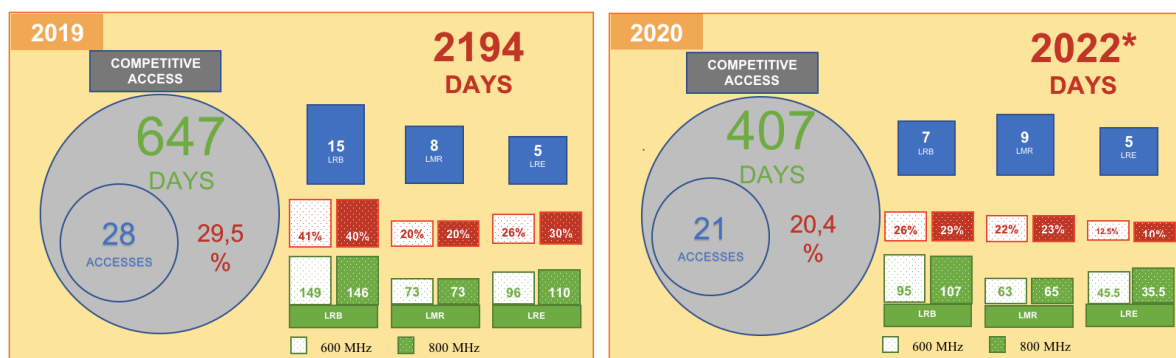 2019
COMPETITIVE
ACCESS
2194
DAYS
647
DAYS
28
ACCESSES
29,5
%
15
LRB
8
LMR
5
LRE
41% 40% 20% 20% 26% 30%
149 146 73 73 96 110
LRB LMR LRE
600 MHz 800 MHz
2020
COMPETITIVE
ACCESS
2022*
DAYS
407
DAYS
21
ACCESSES
20,4
%
7
LRB
9
LMR
5
LRE
26% 29% 22% 23% 12.5% 10%
95 107 63 65 45.5 35.5
LRB LMR LRE
600 MHz 800 MHz